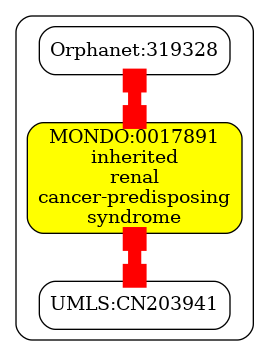 Orphanet:319328
MONDO:0017891
inherited
renal
cancer-predisposing
syndrome
UMLS:CN203941